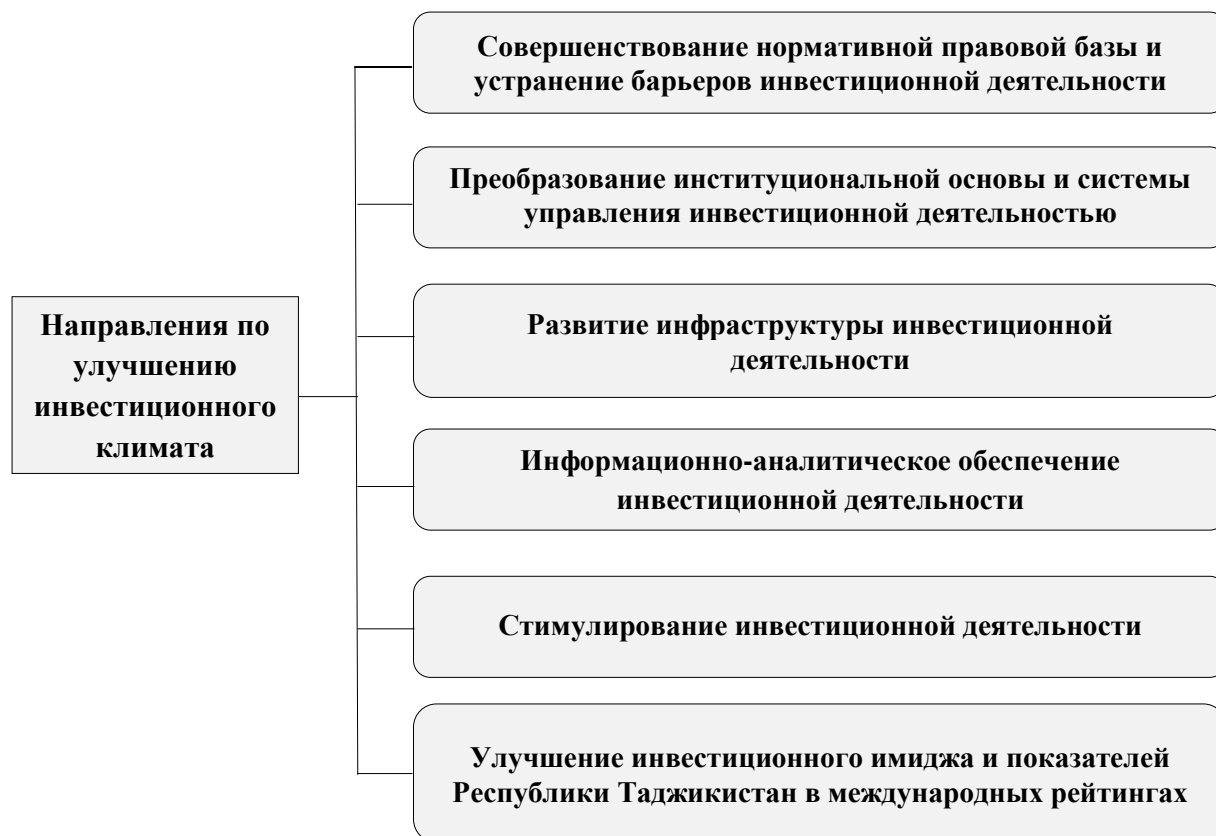 Направления по
улучшению
инвестиционного
климата
Совершенствование нормативной правовой базы и
устранение барьеров инвестиционной деятельности
Преобразование институциональной основы и системы
управления инвестиционной деятельностью
Развитие инфраструктуры инвестиционной
деятельности
Информационно-аналитическое обеспечение
инвестиционной деятельности
Стимулирование инвестиционной деятельности
Улучшение инвестиционного имиджа и показателей
Республики Таджикистан в международных рейтингах